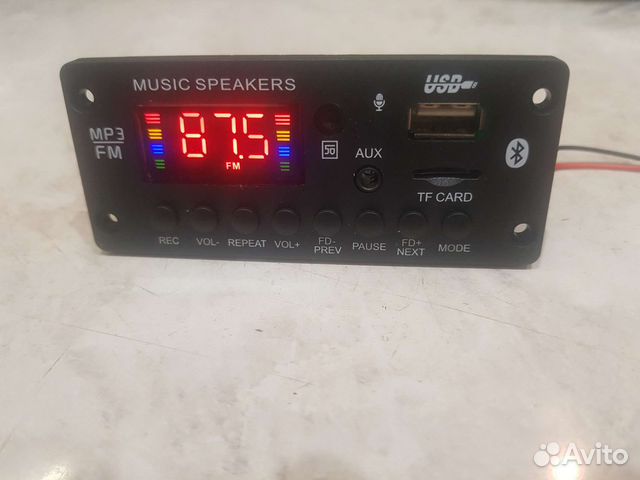 MUSIC SPEAKERS
USB
MP3
FM
87.5
FM
AUX
TF CARD
REC
VOL-
REPEAT
VOL+
FD-
PREV
PAUSE
FD+
NEXT
MODE
Avito